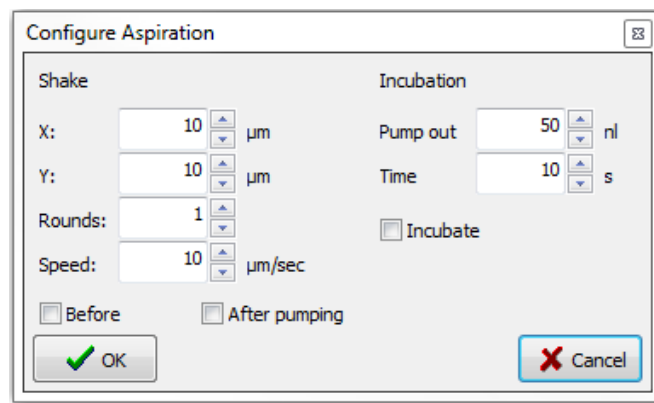 Configure Aspiration
Shake Incubation
X: 10 µm Pump out 50 nl
Y: 10 µm Time 10 s
Rounds: 1 Incubate
Speed: 10 µm/sec
Before After pumping
OK Cancel